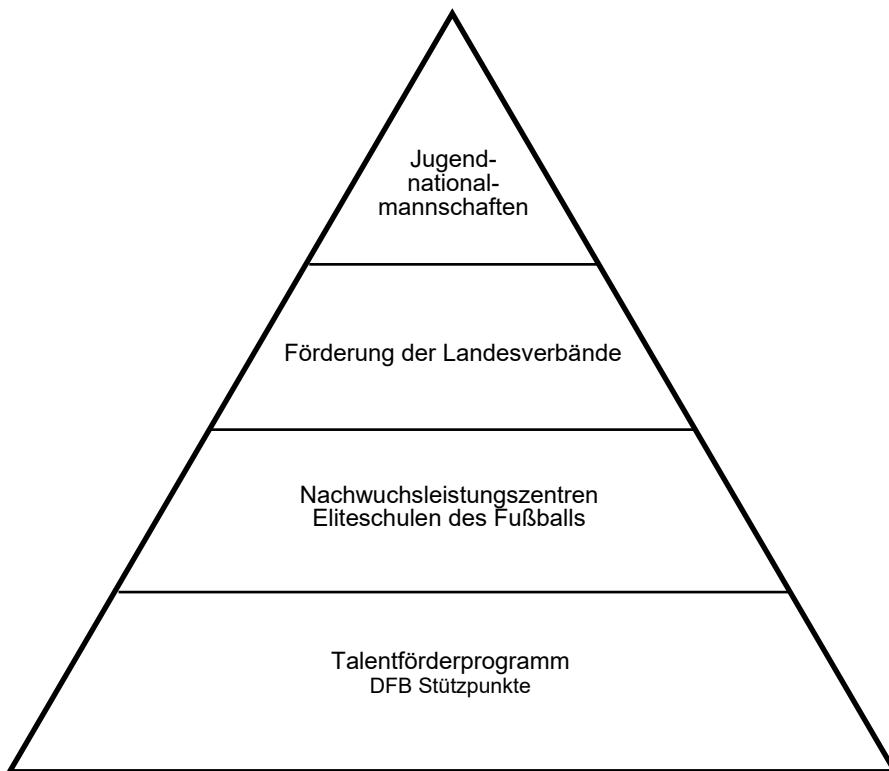 Jugend-
national-
mannschaften
Förderung der Landesverbände
Nachwuchsleistungszentren
Eliteschulen des Fußballs
Talentförderprogramm
DFB Stützpunkte